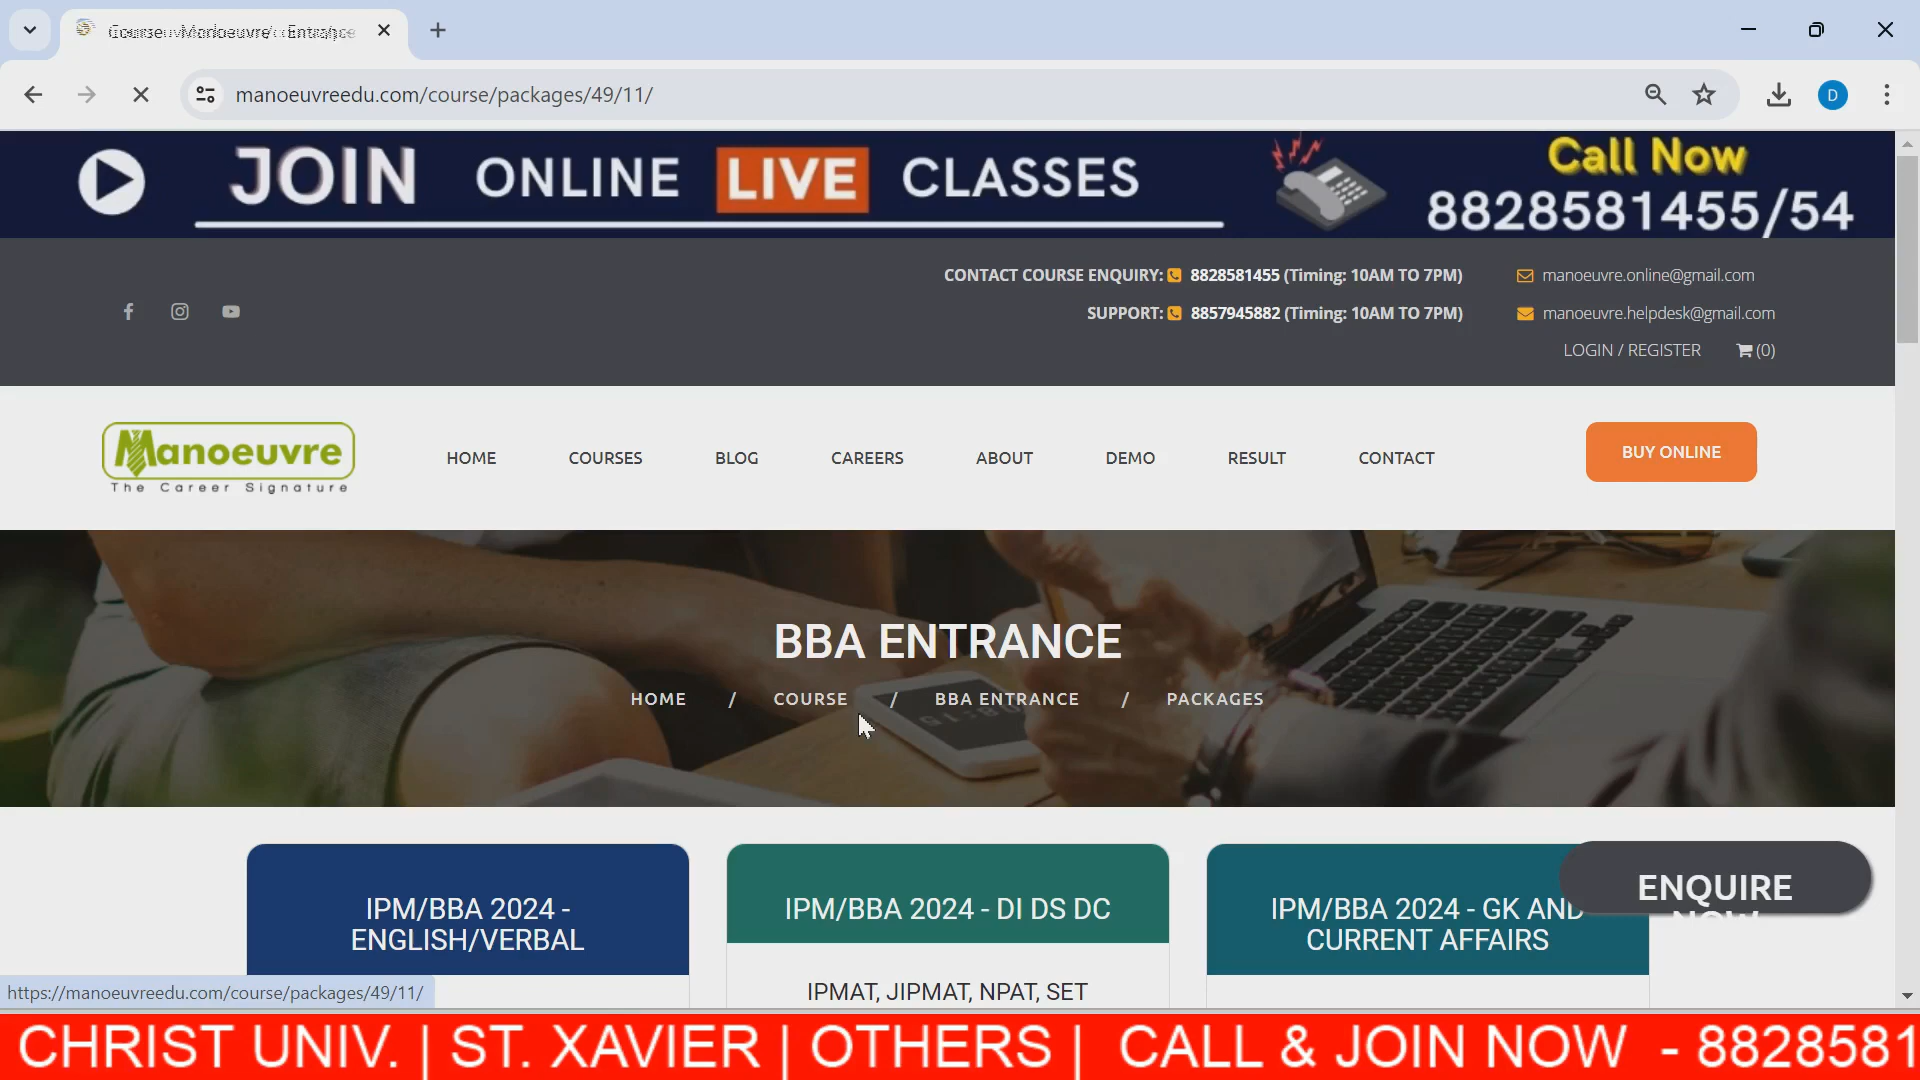 manoeuvreedu.com/course/packages/49/11/
D
JOIN ONLINE LIVE CLASSES
Call Now
8828581455/54
CONTACT COURSE ENQUIRY: 8828581455 (Timing: 10AM TO 7PM)
manoeuvre.online@gmail.com
SUPPORT: 8857945882 (Timing: 10AM TO 7PM)
manoeuvre.helpdesk@gmail.com
LOGIN / REGISTER
(0)
Manoeuvre
The Career Signature
HOME
COURSES
BLOG
CAREERS
ABOUT
DEMO
RESULT
CONTACT
BUY ONLINE
BBA ENTRANCE
HOME / COURSE / BBA ENTRANCE / PACKAGES
IPM/BBA 2024 -
ENGLISH/VERBAL
IPM/BBA 2024 - DI DS DC
IPMAT, JIPMAT, NPAT, SET
IPM/BBA 2024 - GK AND
CURRENT AFFAIRS
ENQUIRE
NOW
https://manoeuvreedu.com/course/packages/49/11/
CHRIST UNIV. | ST. XAVIER | OTHERS | CALL & JOIN NOW - 8828581